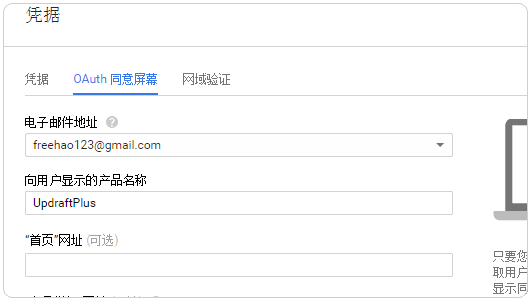 凭据
凭据 OAuth 同意屏幕 网域验证
电子邮件地址 ?
freehao123@gmail.com
向用户显示的产品名称
UpdraftPlus
“首页”网址 (可选)
只要您
取用户
显示同